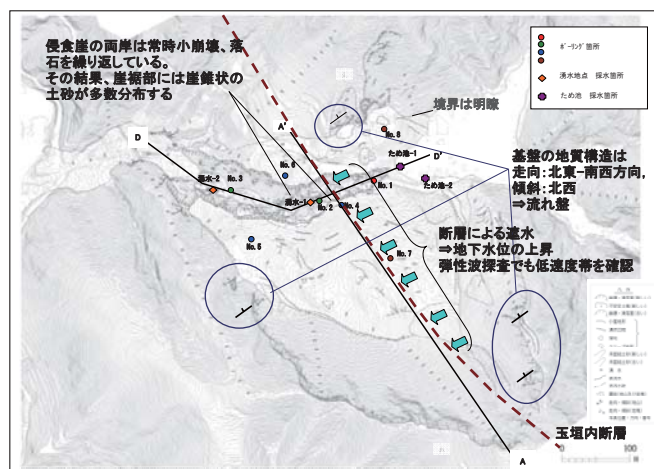 侵食崖の両岸は常時小崩壊、落
石を繰り返している。
その結果、崖裾部には崖錐状の
土砂が多数分布する
境界は明瞭
ﾎﾞｰﾘﾝｸﾞ箇所
湧水地点 採水箇所
ため池 採水箇所
D
A'
D'
No.8
No.6
ため池-1
ため池-2
湧水-2
No.3
湧水-1
No.2
No.4
No.1
No.5
No.7
基盤の地質構造は
走向：北東−南西方向，
傾斜：北西
⇒流れ盤
断層による遮水
⇒地下水位の上昇
弾性波探査でも低速度帯を確認
玉垣内断層
0
100
A